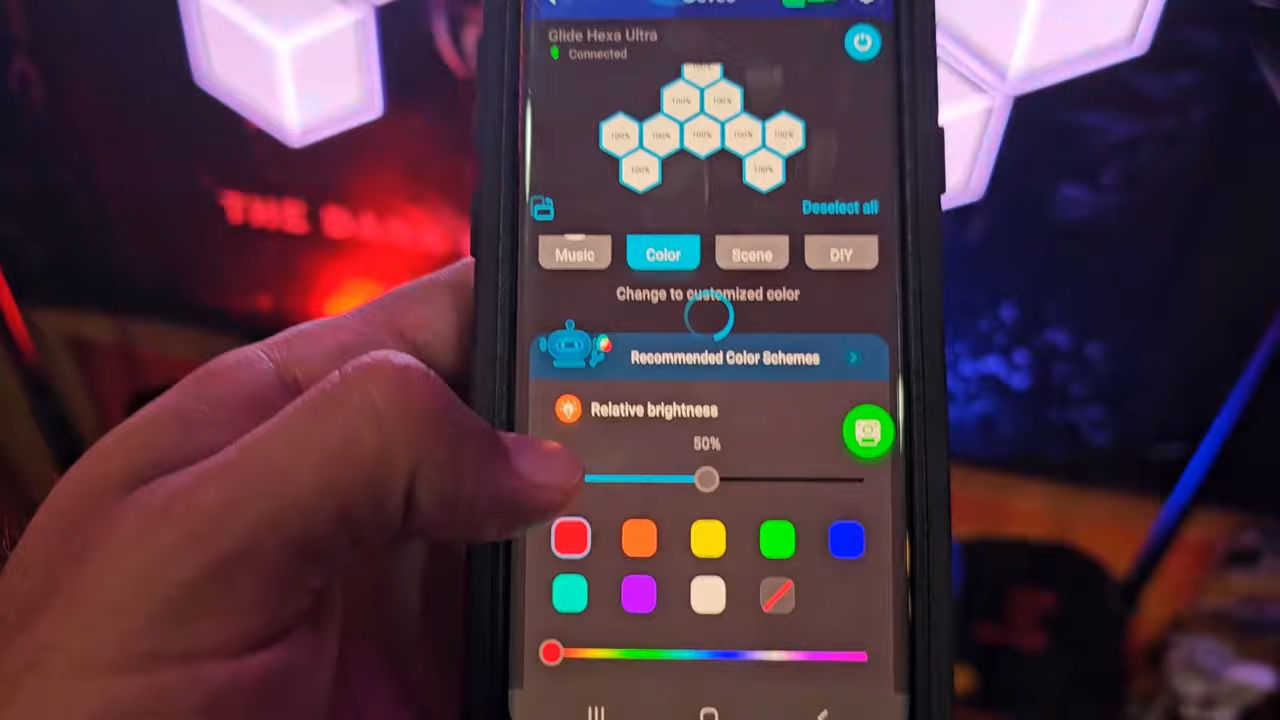 Glide Hexa Ultra
Connected
100%
100% 100%
100% 100% 100% 100% 100%
100% 100%
Deselect all
Music Color Scene DIY
Change to customized color
Recommended Color Schemes
Relative brightness
50%
THE